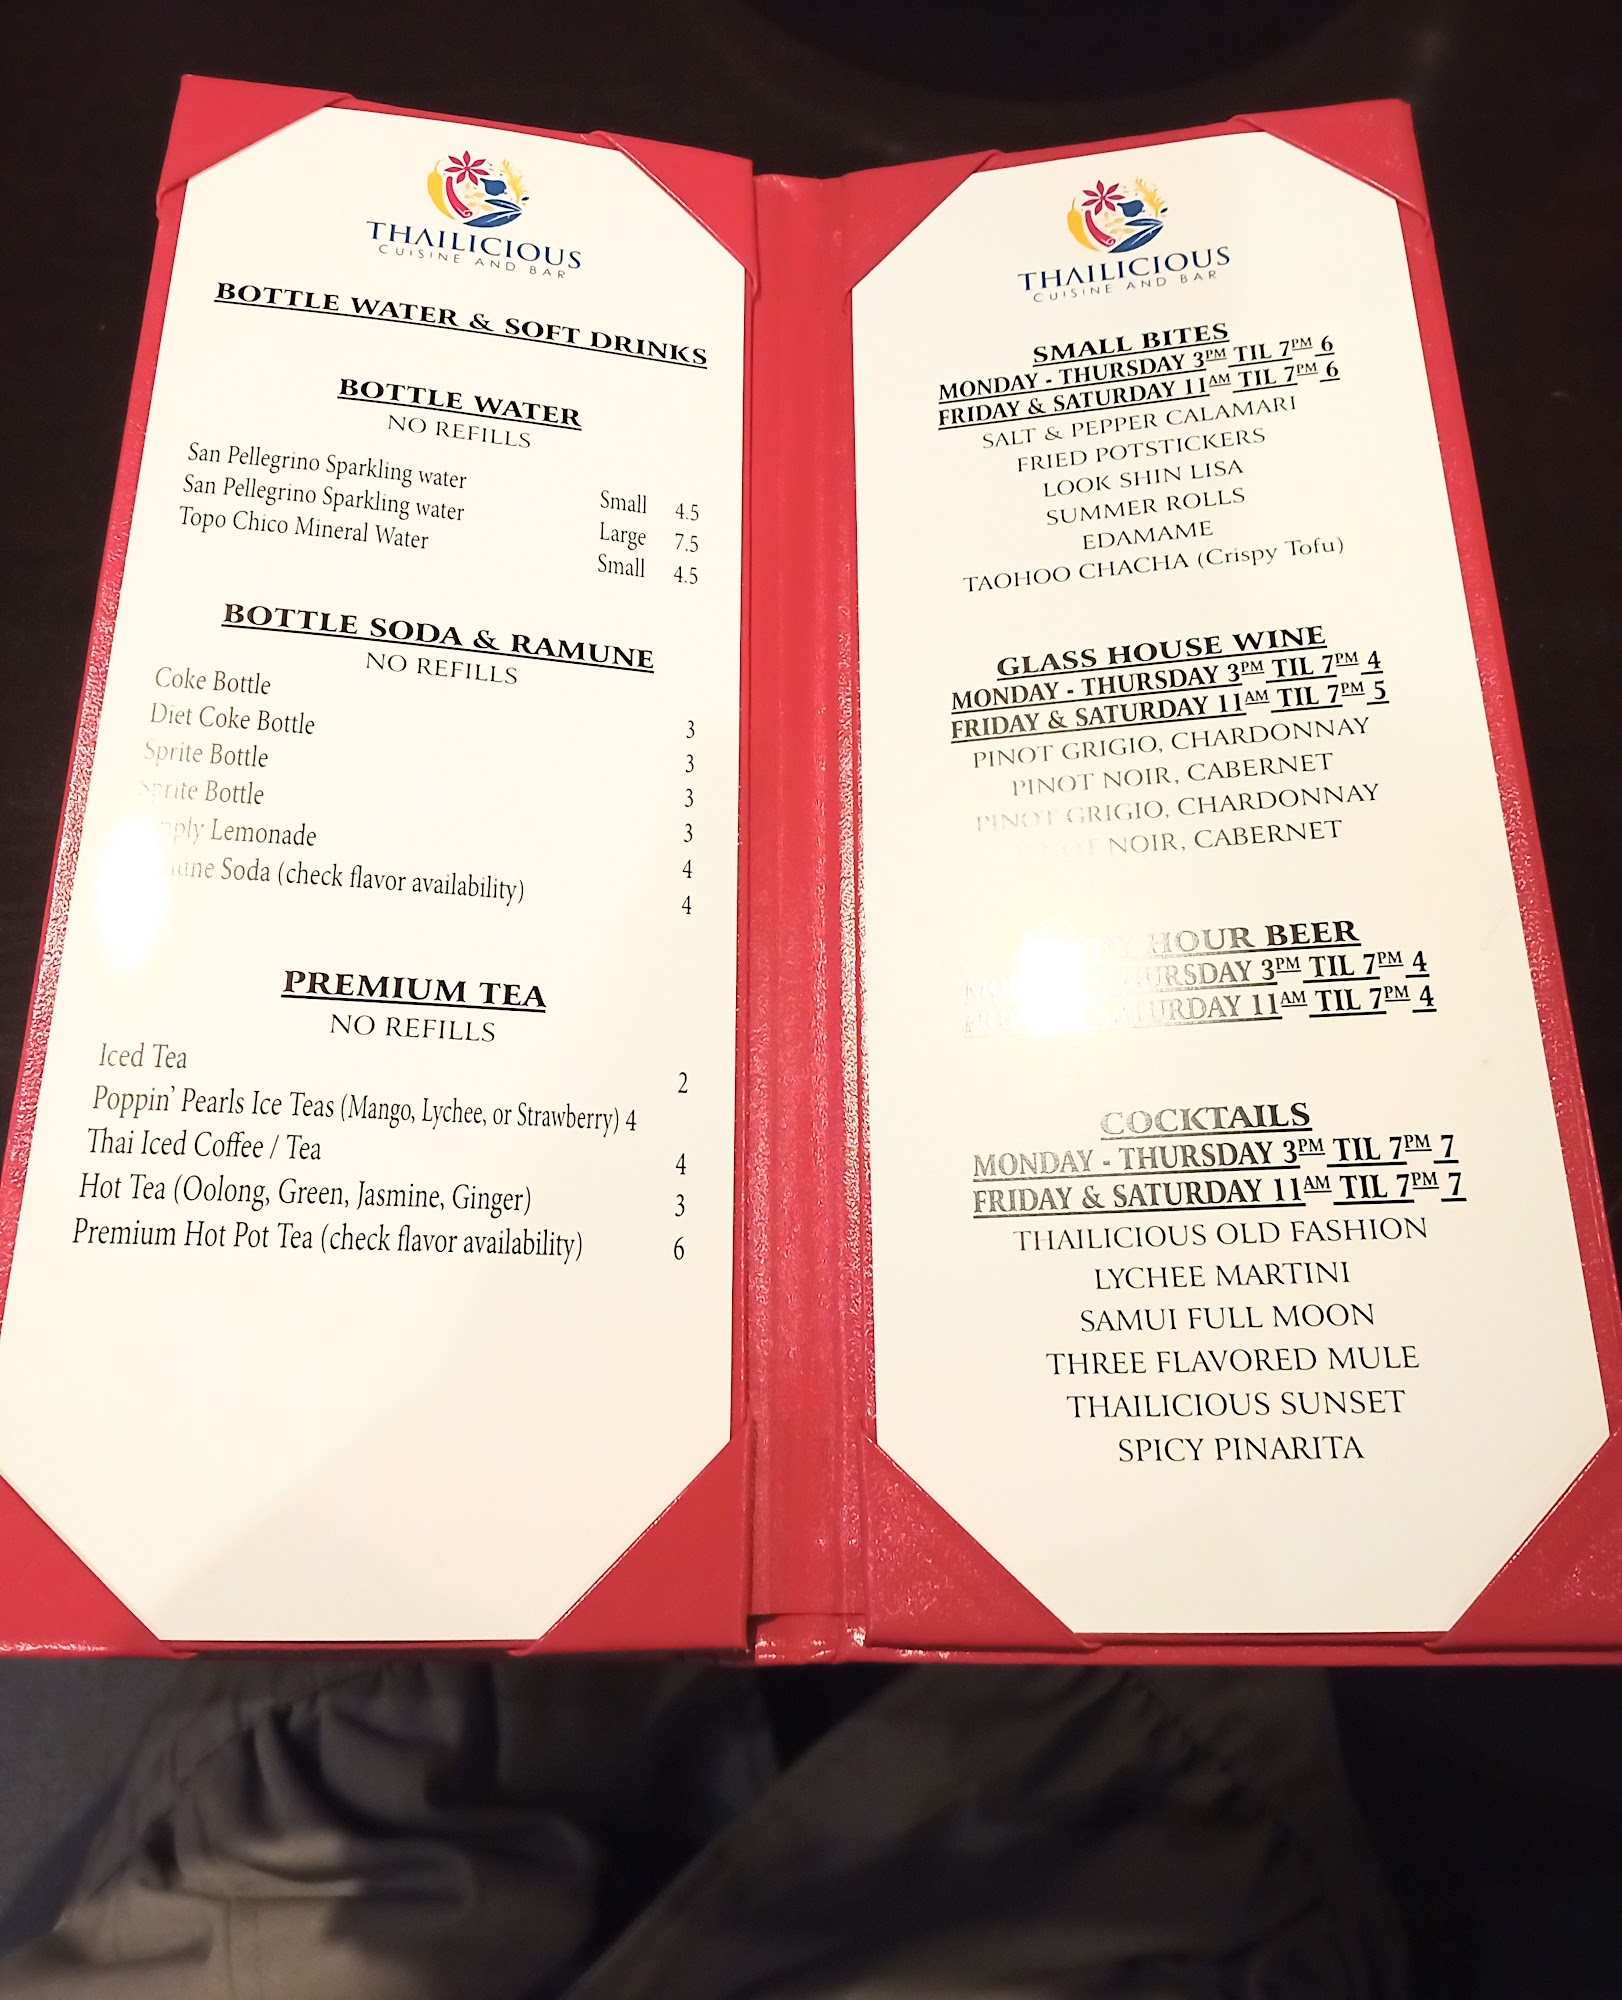 THAILICIOUS
CUISINE AND BAR
BOTTLE WATER & SOFT DRINKS
BOTTLE WATER
NO REFILLS
San Pellegrino Sparkling water Small 4.5
San Pellegrino Sparkling water Large 7.5
Topo Chico Mineral Water Small 4.5
BOTTLE SODA & RAMUNE
NO REFILLS
Coke Bottle 3
Diet Coke Bottle 3
Sprite Bottle 3
Sprite Bottle 3
Lemonade 4
Soda (check flavor availability) 4
PREMIUM TEA
NO REFILLS
Iced Tea 2
Poppin' Pearls Ice Teas (Mango, Lychee, or Strawberry) 4
Thai Iced Coffee / Tea 4
Hot Tea (Oolong, Green, Jasmine, Ginger) 3
Premium Hot Pot Tea (check flavor availability) 6
THAILICIOUS
CUISINE AND BAR
SMALL BITES
MONDAY - THURSDAY 3PM TIL 7PM 6
FRIDAY & SATURDAY 11AM TIL 7PM 6
SALT & PEPPER CALAMARI
FRIED POTSTICKERS
LOOK SHIN LISA
SUMMER ROLLS
EDAMAME
TAOHOO CHACHA (Crispy Tofu)
GLASS HOUSE WINE
MONDAY - THURSDAY 3PM TIL 7PM 4
FRIDAY & SATURDAY 11AM TIL 7PM 5
PINOT GRIGIO, CHARDONNAY
PINOT NOIR, CABERNET
PINOT GRIGIO, CHARDONNAY
PINOT NOIR, CABERNET
HOUR BEER
THURSDAY 3PM TIL 7PM 4
SATURDAY 11AM TIL 7PM 4
COCKTAILS
MONDAY - THURSDAY 3PM TIL 7PM 7
FRIDAY & SATURDAY 11AM TIL 7PM 7
THAILICIOUS OLD FASHION
LYCHEE MARTINI
SAMUI FULL MOON
THREE FLAVORED MULE
THAILICIOUS SUNSET
SPICY PINARITA